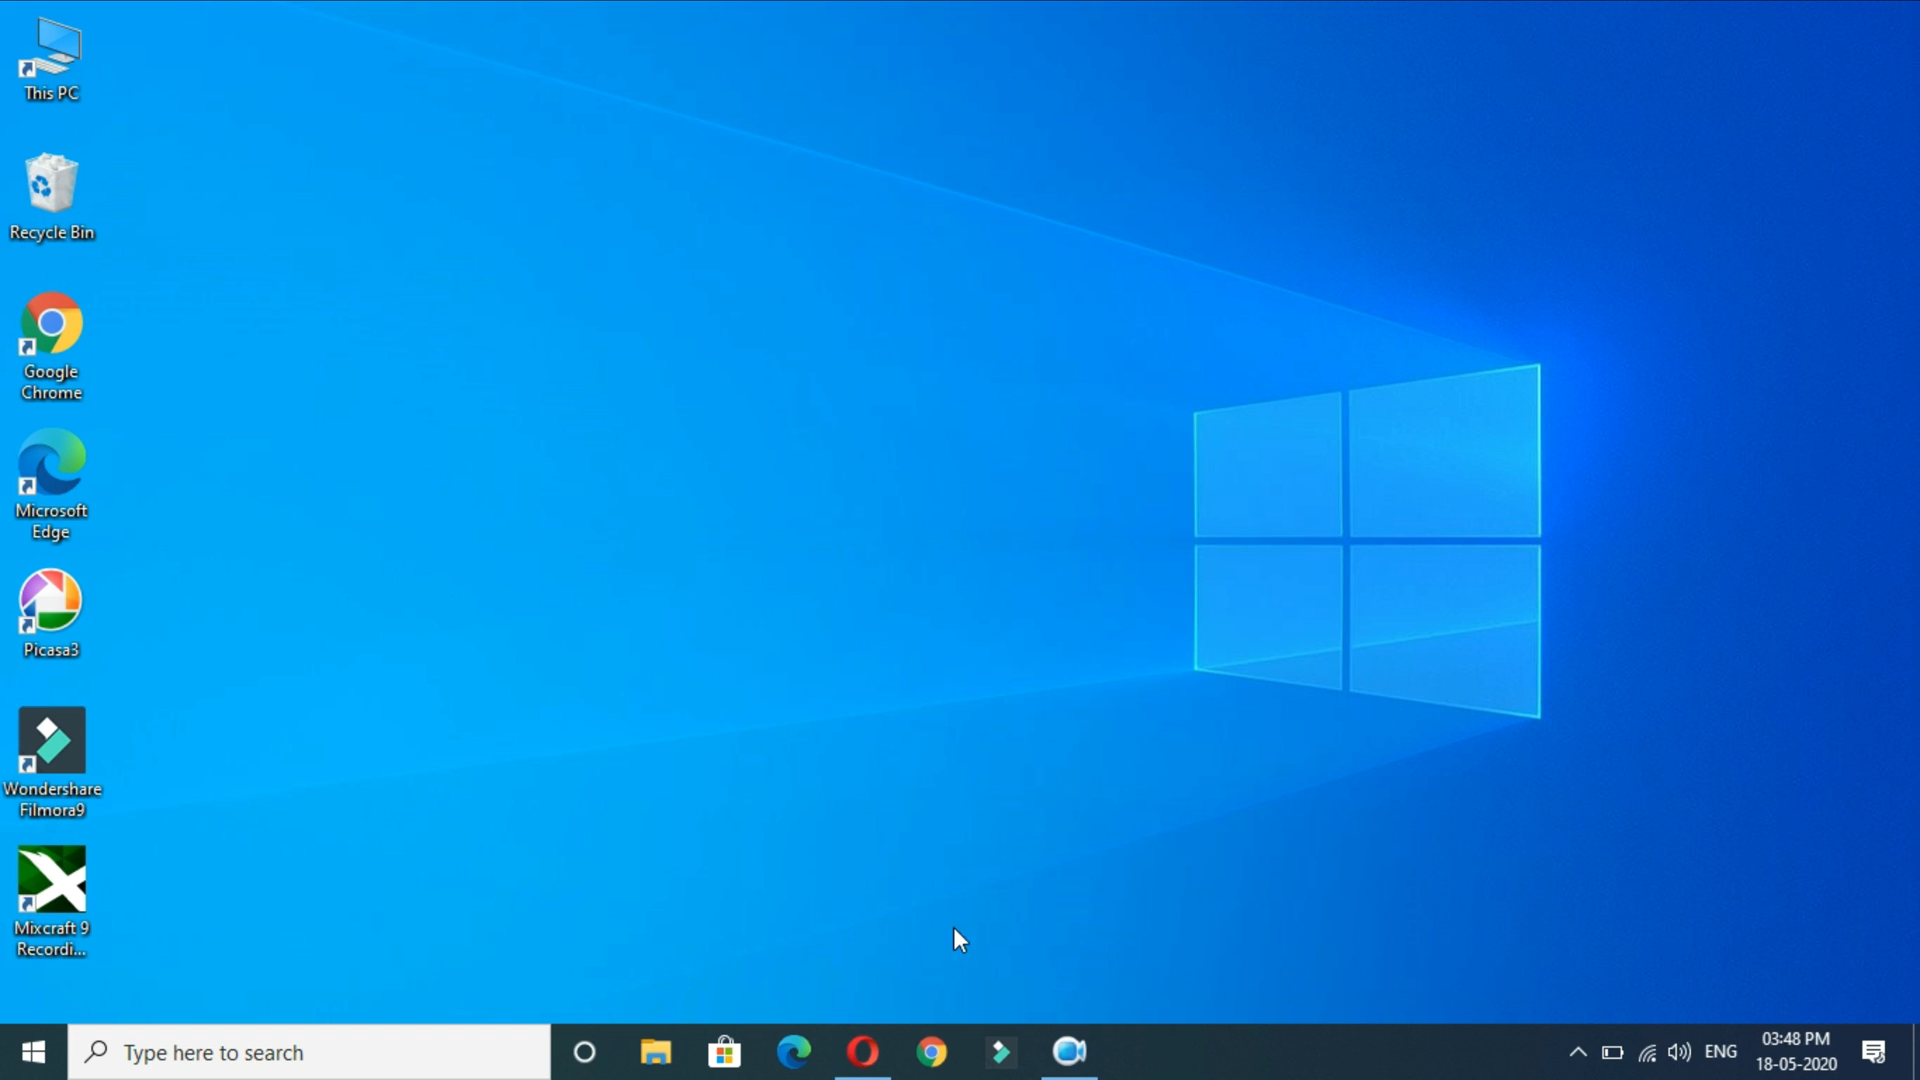 This PC
Recycle Bin
Google
Chrome
Microsoft
Edge
Picasa3
Wondershare
Filmora9
Mixcraft 9
Recordi...
Type here to search
ENG
03:48 PM
18-05-2020